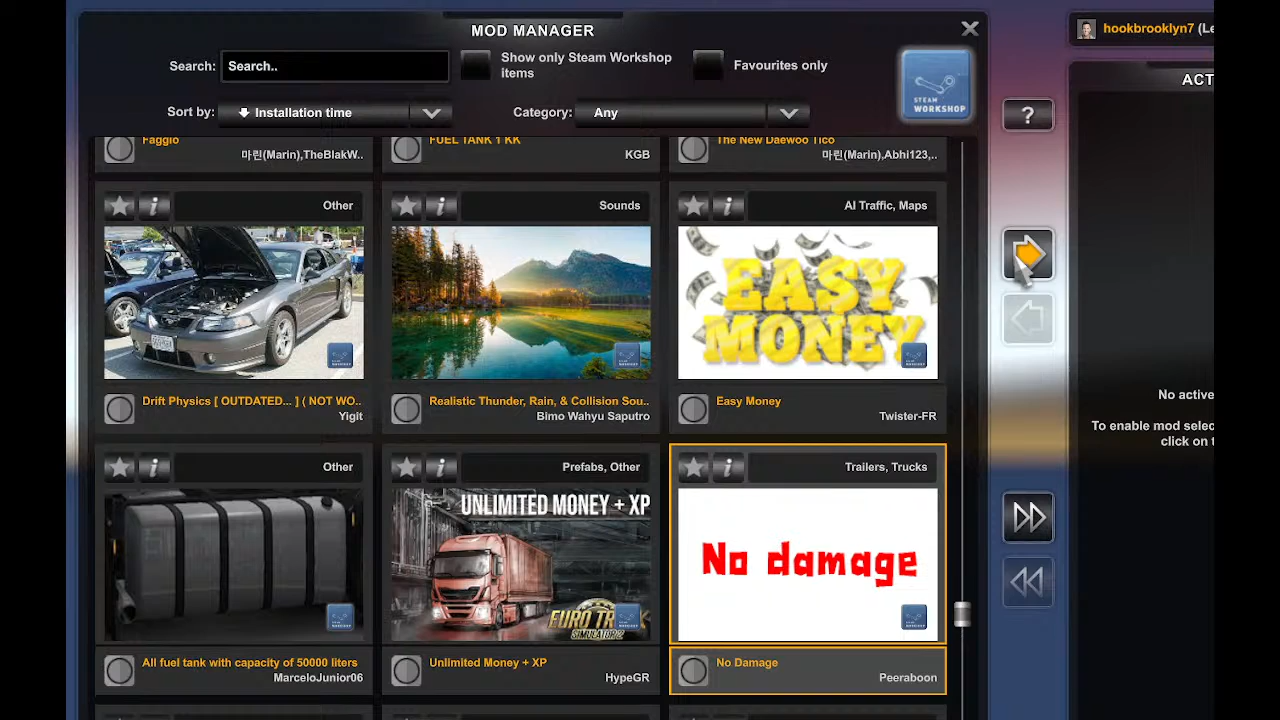 MOD MANAGER
hookbrooklyn7 (Le
Search:
Search..
Show only Steam Workshop
items
Favourites only
STEAM
WORKSHOP
ACT
Sort by:
Installation time
Category:
Any
?
Faggio
마린(Marin),TheBlakW..
FUEL TANK 1 KK
KGB
The New Daewoo Tico
마린(Marin),Abhi123,..
Other
Sounds
AI Traffic, Maps
EASY
MONEY
Drift Physics [ OUTDATED... ] ( NOT WO..
Yigit
Realistic Thunder, Rain, & Collision Sou..
Bimo Wahyu Saputro
Easy Money
Twister-FR
No active
To enable mod selec
click on t
Other
Prefabs, Other
Trailers, Trucks
UNLIMITED MONEY + XP
EURO TR K
SIMULATOR 2
No damage
All fuel tank with capacity of 50000 liters
MarceloJunior06
Unlimited Money + XP
HypeGR
No Damage
Peeraboon